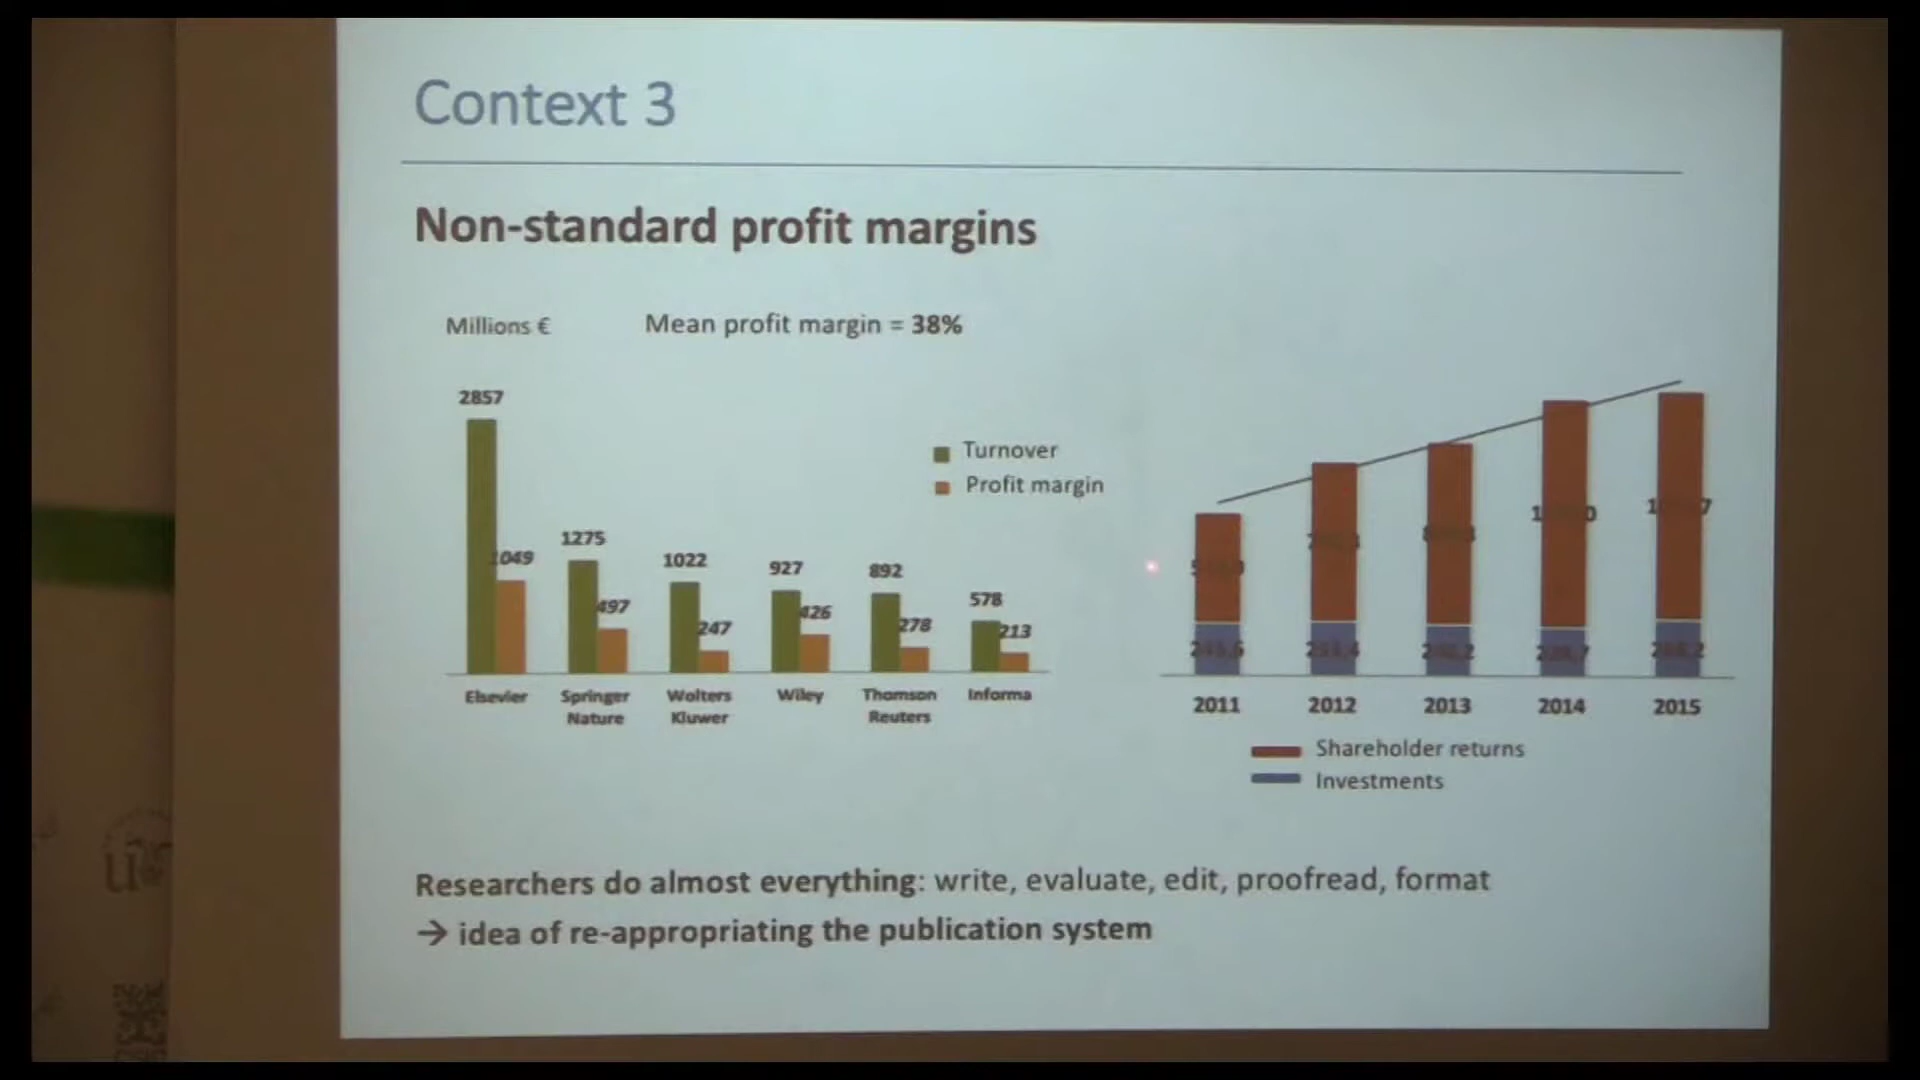 Context 3
Non-standard profit margins
Millions €
Mean profit margin = 38%
2857
1049
1275
497
1022
247
927
426
892
278
578
213
Turnover
Profit margin
Elsevier
Springer Nature
Wolters Kluwer
Wiley
Thomson Reuters
Informa
2011
2012
2013
2014
2015
Shareholder returns
Investments
Researchers do almost everything: write, evaluate, edit, proofread, format
→ idea of re-appropriating the publication system